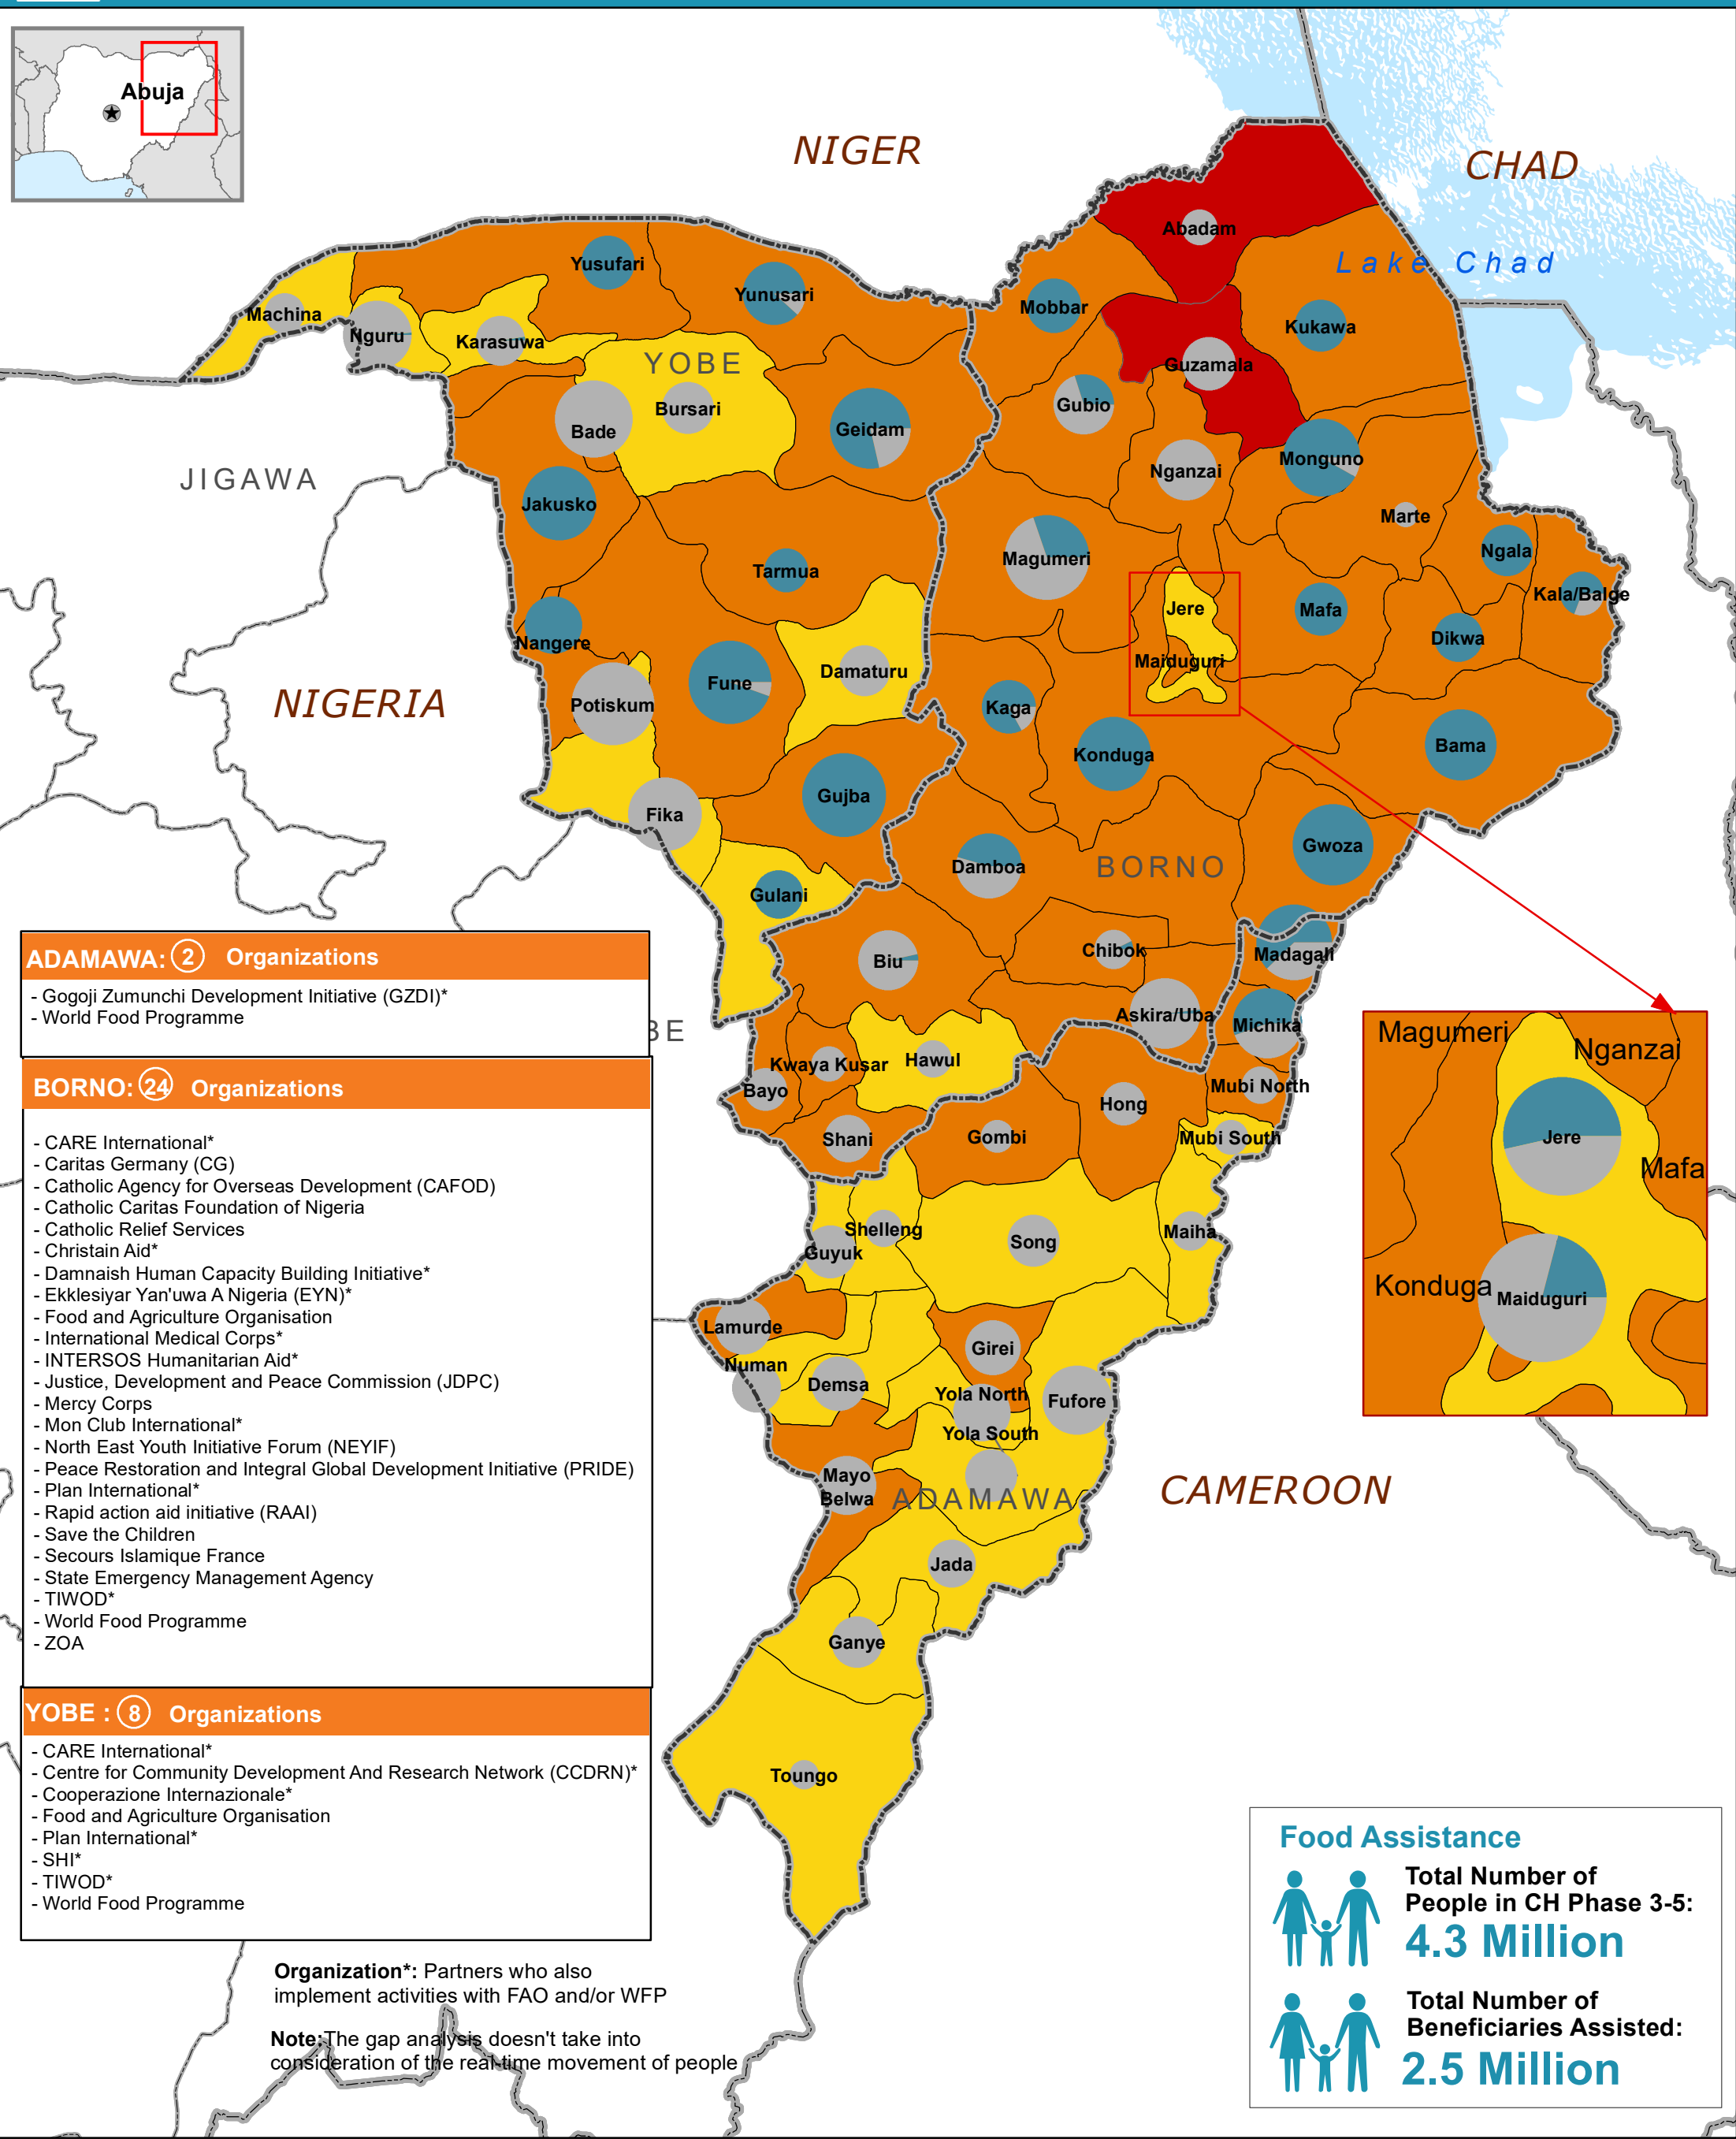 Abuja
NIGER
CHAD
Lake Chad
Abadam
Yusufari
Yunusari
Mobbar
Kukawa
Machina
Nguru
Karasuwa
YOBE
Guzamala
Bursari
Gubio
Bade
Geidam
Monguno
Nganzai
JIGAWA
Jakusko
Marte
Magumeri
Ngala
Tarmua
Kala/Balge
Jere
Mafa
Dikwa
Nangere
Maiduguri
Damaturu
Fune
NIGERIA
Potiskum
Kaga
Konduga
Bama
Gujba
Fika
Gwoza
Damboa
BORNO
Gulani
Chibok
Madagali
Biu
Askira/Uba
Michika
BE
Hawul
Kwaya Kusar
Bayo
Mubi North
Hong
Shani
Gombi
Mubi South
Shelleng
Maiha
Song
Guyuk
Lamurde
Girei
Numan
Demsa
Yola North
Fufore
Yola South
Mayo
Belwa
ADAMAWA
CAMEROON
Jada
Ganye
Toungo
Magumeri
Nganzai
Jere
Mafa
Konduga
Maiduguri
ADAMAWA: 2 Organizations
- Gogoji Zumunchi Development Initiative (GZDI)*
- World Food Programme
BORNO: 24 Organizations
- CARE International*
- Caritas Germany (CG)
- Catholic Agency for Overseas Development (CAFOD)
- Catholic Caritas Foundation of Nigeria
- Catholic Relief Services
- Christain Aid*
- Damnaish Human Capacity Building Initiative*
- Ekklesiyar Yan'uwa A Nigeria (EYN)*
- Food and Agriculture Organisation
- International Medical Corps*
- INTERSOS Humanitarian Aid*
- Justice, Development and Peace Commission (JDPC)
- Mercy Corps
- Mon Club International*
- North East Youth Initiative Forum (NEYIF)
- Peace Restoration and Integral Global Development Initiative (PRIDE)
- Plan International*
- Rapid action aid initiative (RAAI)
- Save the Children
- Secours Islamique France
- State Emergency Management Agency
- TIWOD*
- World Food Programme
- ZOA
YOBE : 8 Organizations
- CARE International*
- Centre for Community Development And Research Network (CCDRN)*
- Cooperazione Internazionale*
- Food and Agriculture Organisation
- Plan International*
- SHI*
- TIWOD*
- World Food Programme
Organization*: Partners who also
implement activities with FAO and/or WFP
Note:The gap analysis doesn't take into
consideration of the real-time movement of people
Food Assistance
Total Number of
People in CH Phase 3-5:
4.3 Million
Total Number of
Beneficiaries Assisted:
2.5 Million